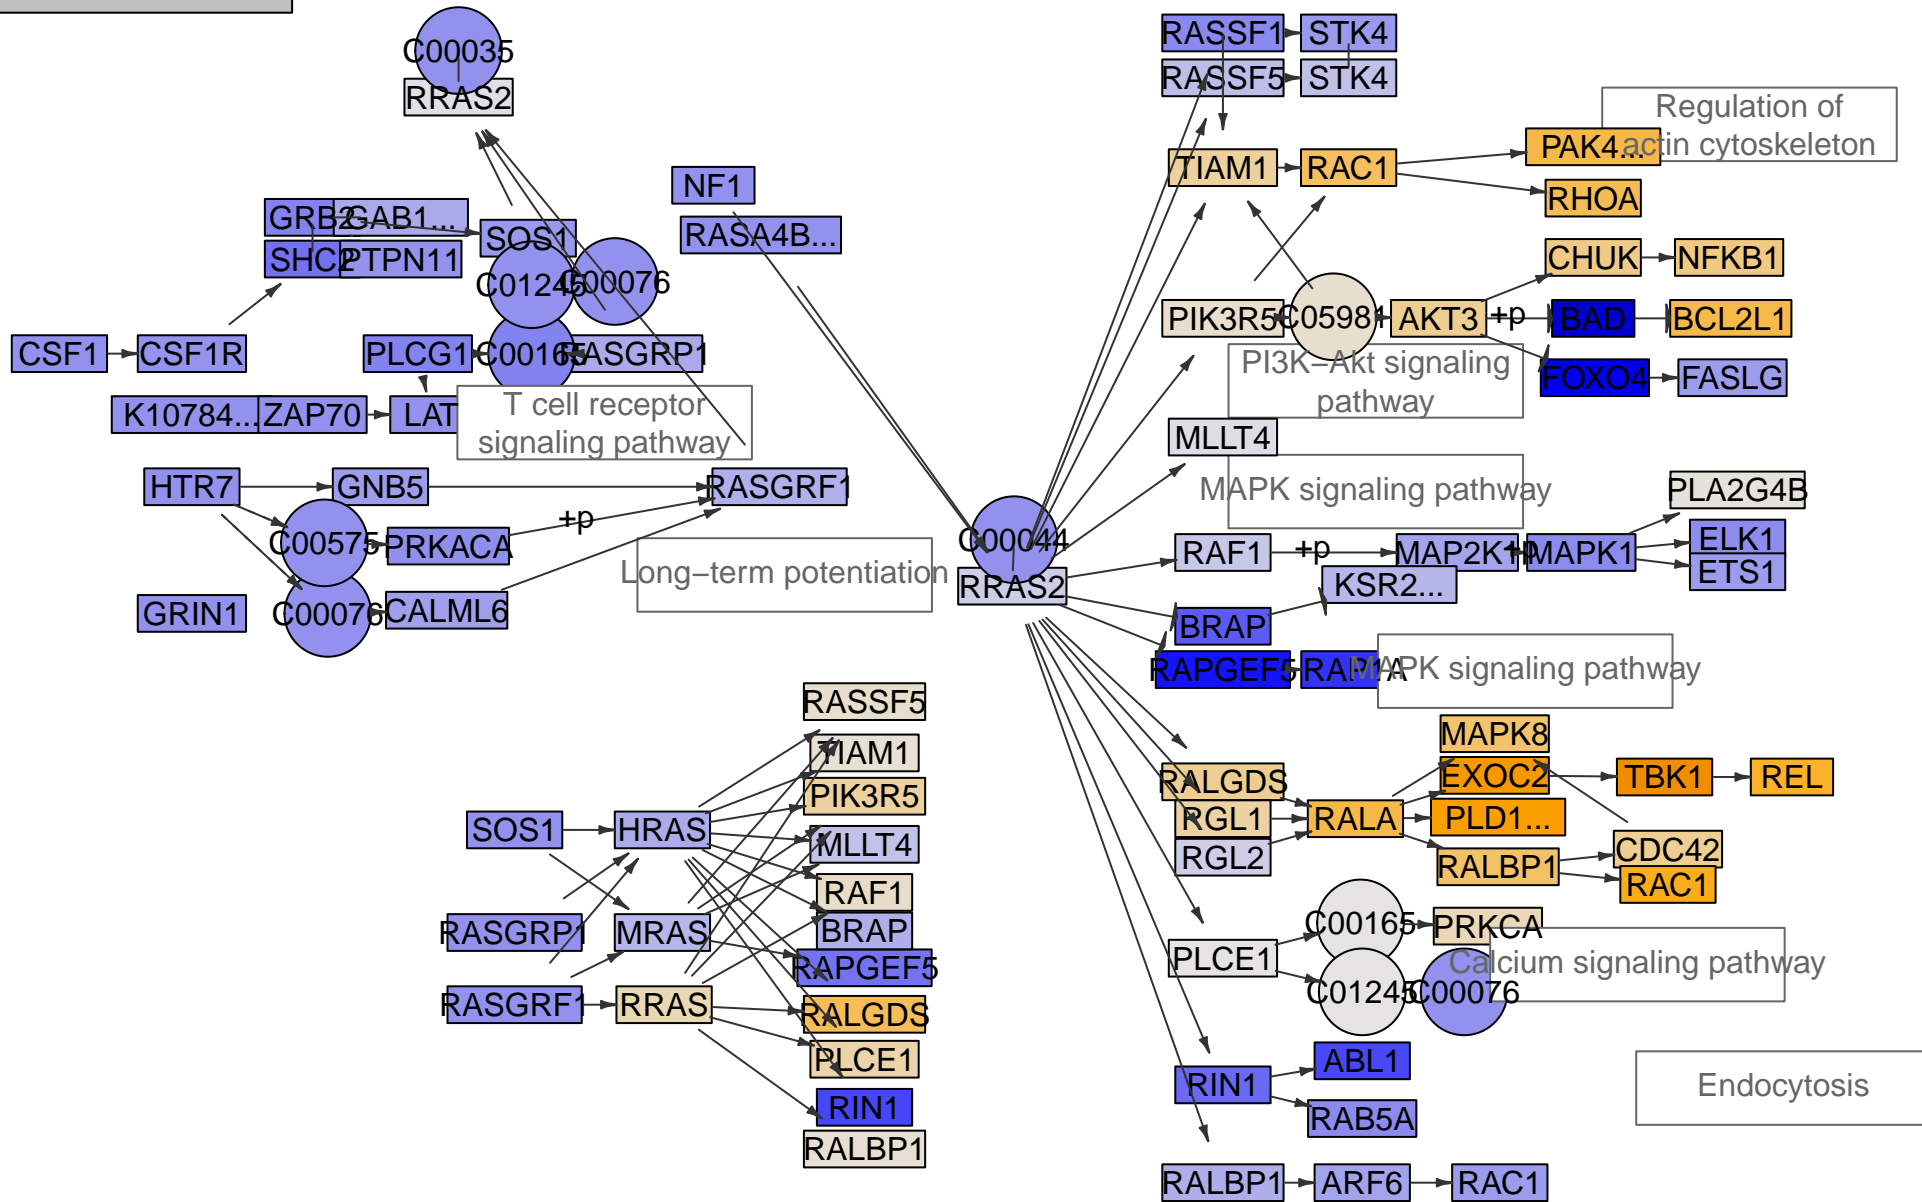 C00035
RRAS2
NF1
RASA4B...
GRB2
GAB1...
SOS1
SHC2
PTPN11
C01245
C00076
CSF1
CSF1R
PLCG1
C00165
RASGRP1
K10784...
ZAP70
LAT
T cell receptor
signaling pathway
HTR7
GNB5
RASGRF1
+p
C00575
PRKACA
GRIN1
C00076
CALML6
Long−term potentiation
C00044
RRAS2
RASSF1
STK4
RASSF5
STK4
Regulation of
actin cytoskeleton
TIAM1
RAC1
PAK4...
RHOA
CHUK
NFKB1
PIK3R5
C05981
AKT3
+p
BAD
BCL2L1
FOXO4
FASLG
PI3K−Akt signaling
pathway
MLLT4
MAPK signaling pathway
PLA2G4B
RAF1
+p
MAP2K1
+p
MAPK1
ELK1
ETS1
KSR2...
BRAP
RAPGEF5
RAP1A
MAPK signaling pathway
RASSF5
TIAM1
PIK3R5
SOS1
HRAS
MLLT4
RAF1
RASGRP1
MRAS
BRAP
RAPGEF5
RASGRF1
RRAS
RALGDS
PLCE1
RIN1
RALBP1
MAPK8
RALGDS
EXOC2
TBK1
REL
RGL1
RALA
PLD1...
RGL2
RALBP1
CDC42
RAC1
C00165
PRKCA
PLCE1
Calcium signaling pathway
C01245
C00076
RIN1
ABL1
RAB5A
Endocytosis
RALBP1
ARF6
RAC1